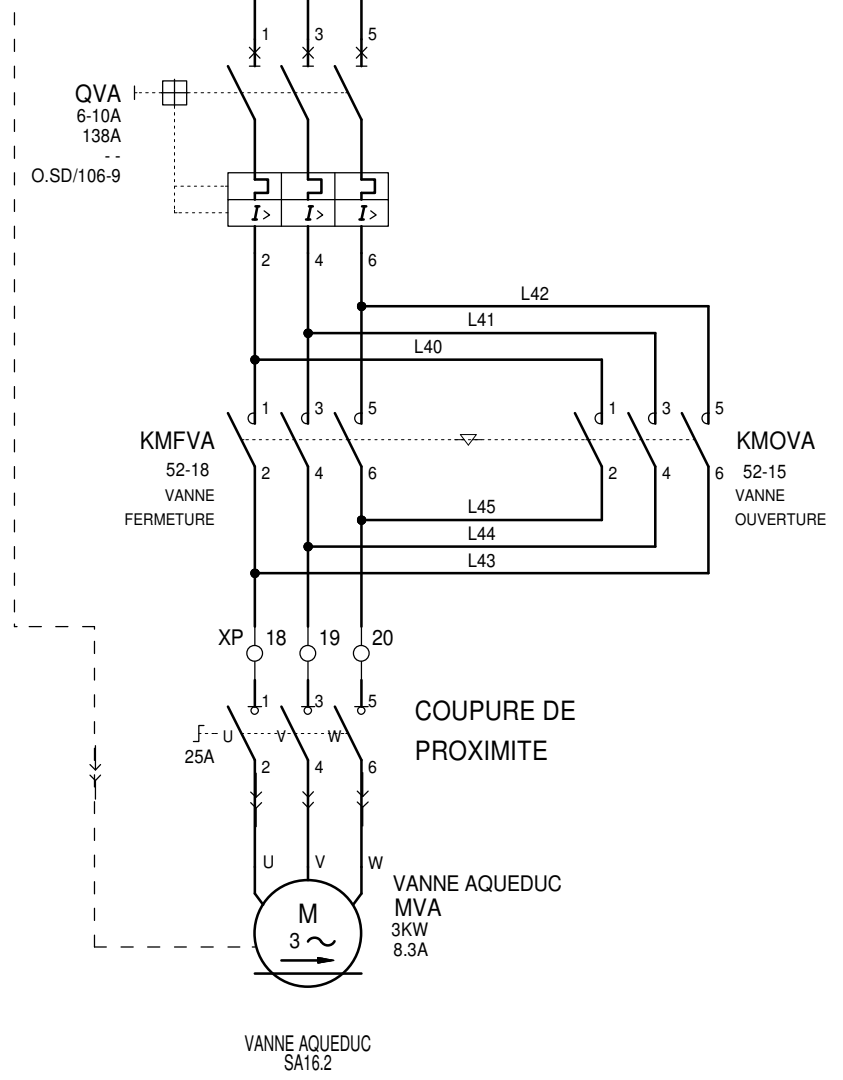 1 3 5
QVA
6-10A
138A
- -
O.SD/106-9
I> I> I>
2 4 6
L42
L41
L40
1 3 5 1 3 5
KMFVA KMOVA
52-18 2 4 6 2 4 6 52-15
VANNE VANNE
FERMETURE OUVERTURE
L45
L44
L43
XP 18 19 20
1 3 5
COUPURE DE
U V W
PROXIMITE
25A 2 4 6
U V W
VANNE AQUEDUC
M MVA
3KW
3 8.3A
VANNE AQUEDUC
SA16.2